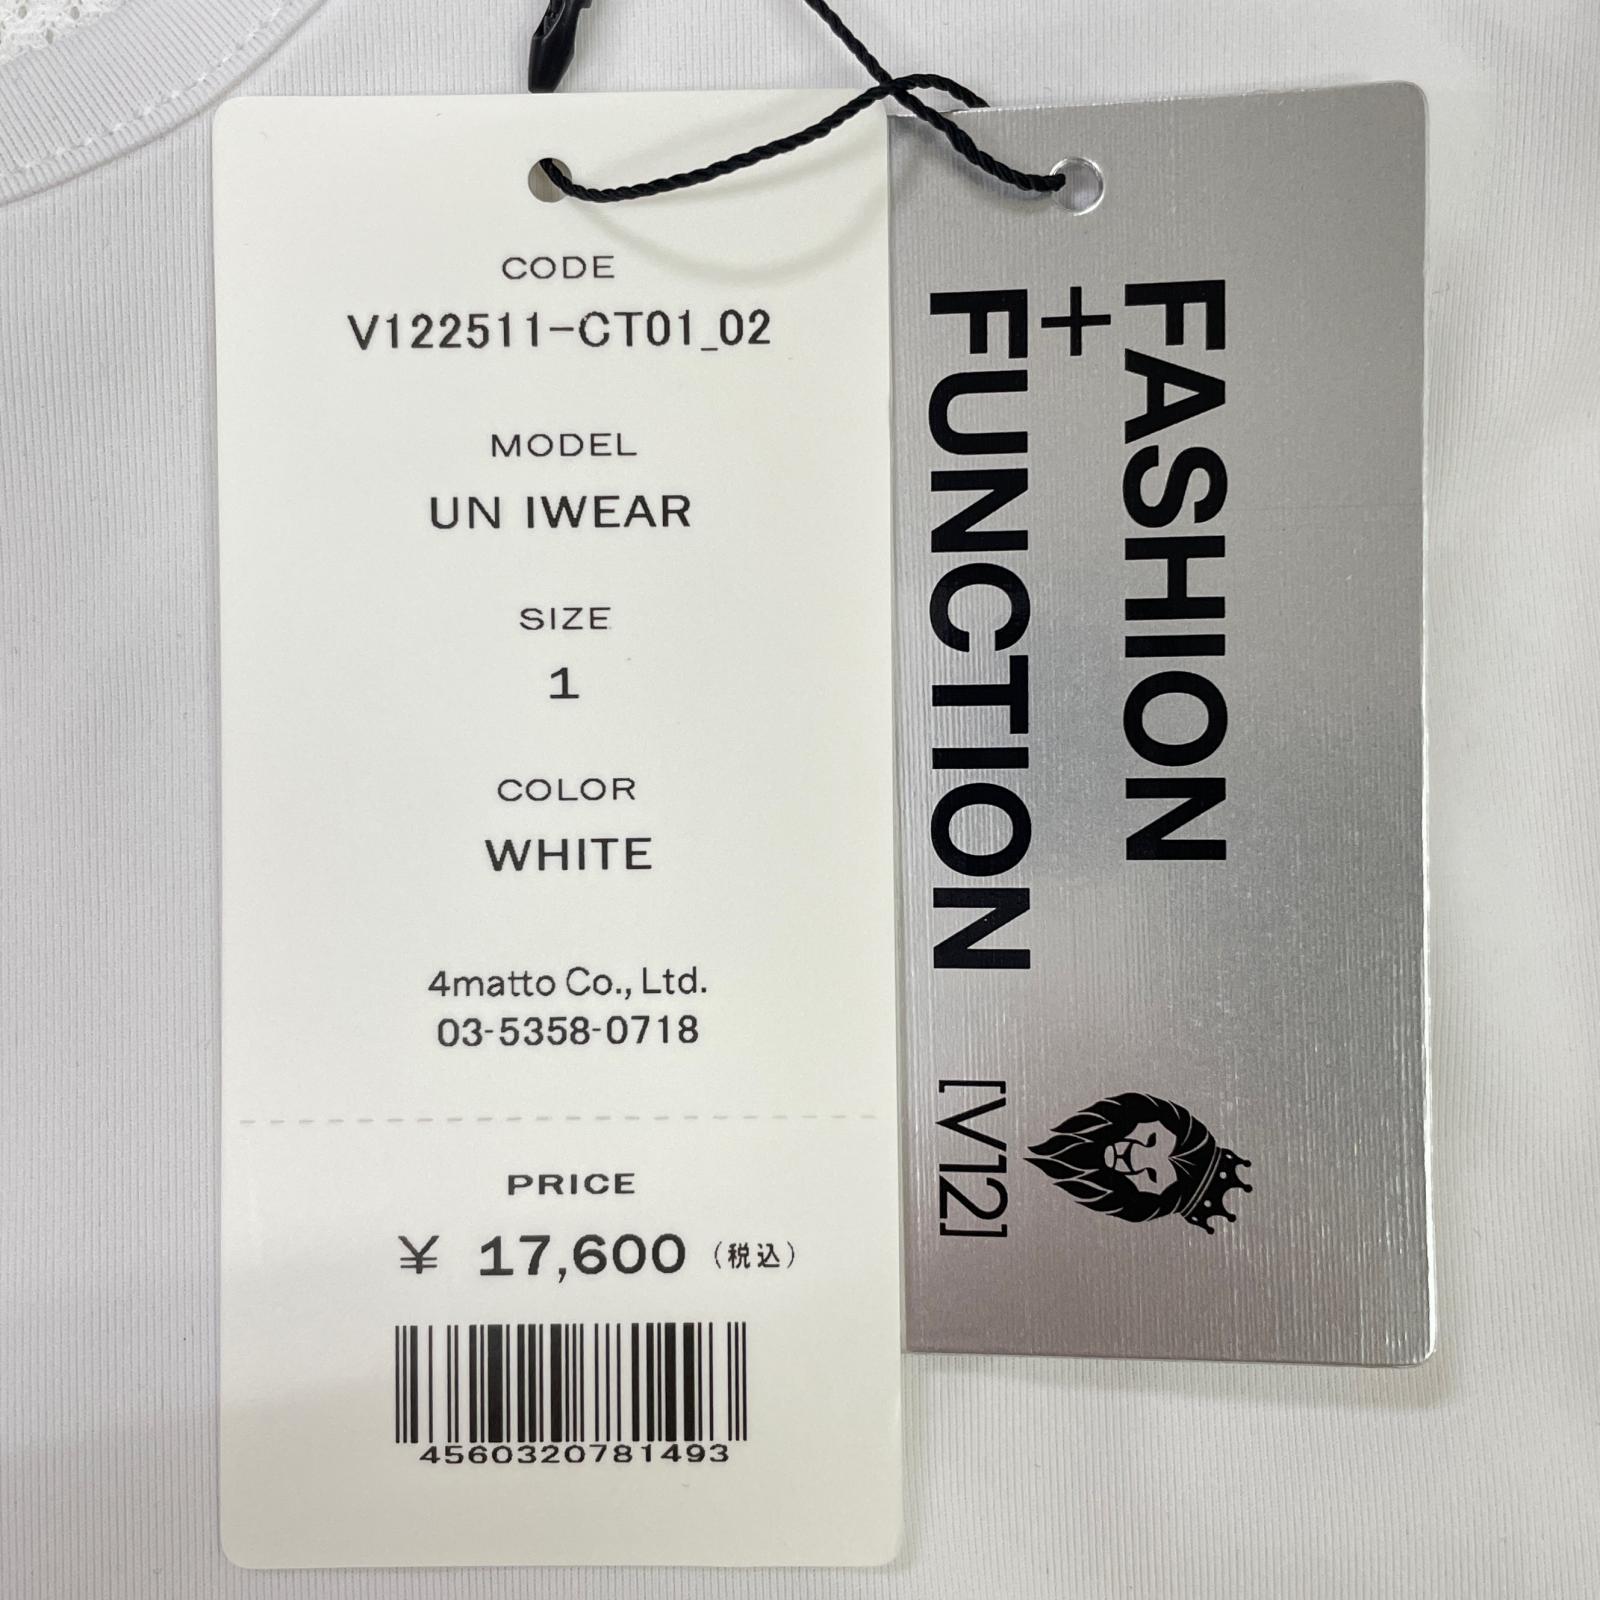 CODE
V122511-CT01_02
MODEL
UN IWEAR
SIZE
1
COLOR
WHITE
4matto Co., Ltd.
03-5358-0718
PRICE
¥ 17,600 (税込)
4560320781493
FASHION
+
FUNCTION
[V12]